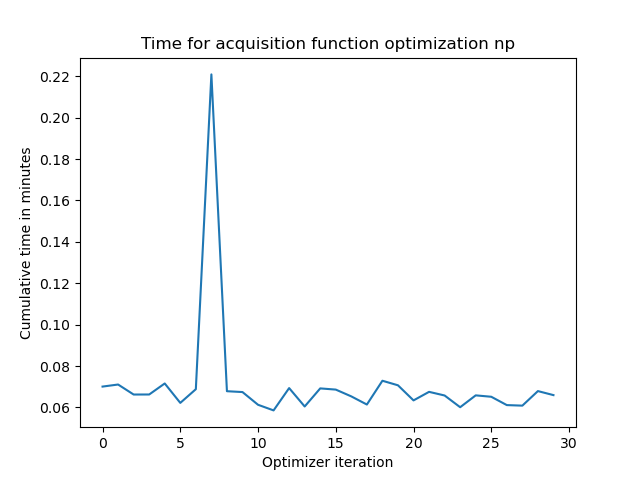 Time for acquisition function optimization np
Cumulative time in minutes
0.22
0.20
0.18
0.16
0.14
0.12
0.10
0.08
0.06
0 5 10 15 20 25 30
Optimizer iteration